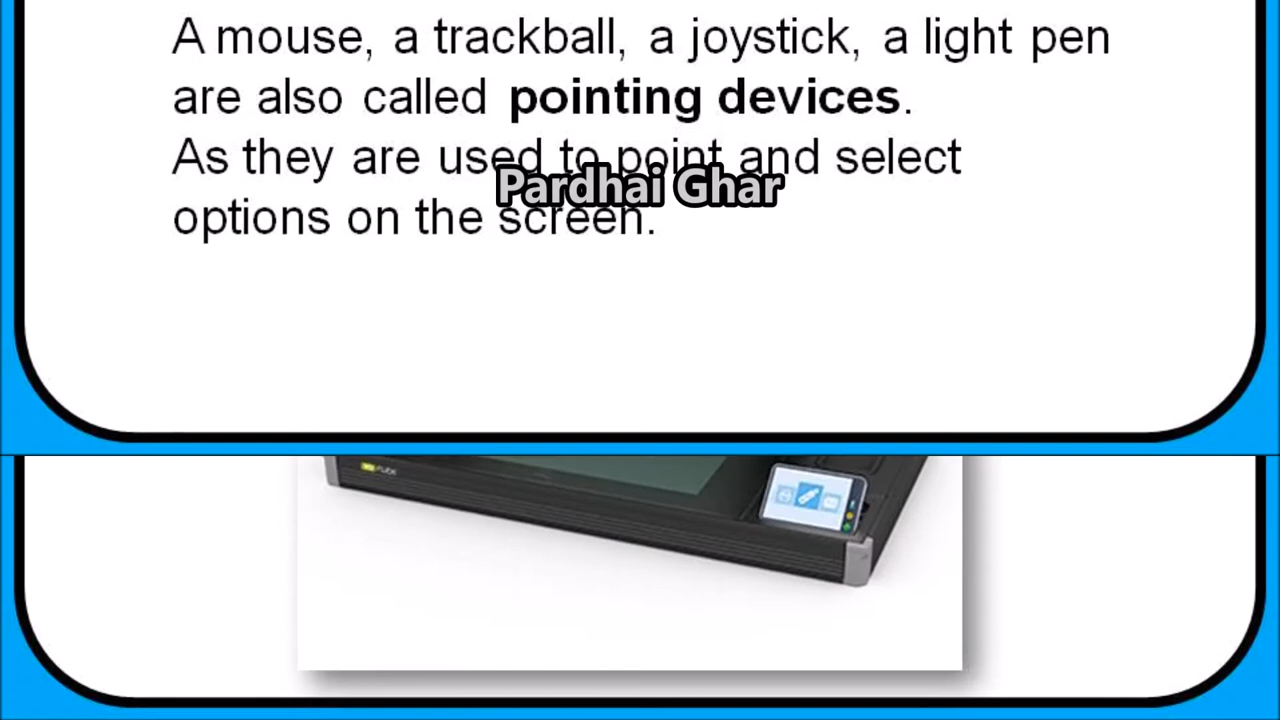 A mouse, a trackball, a joystick, a light pen
are also called pointing devices.
As they are used to point and select
Pardhai Ghar
options on the screen.